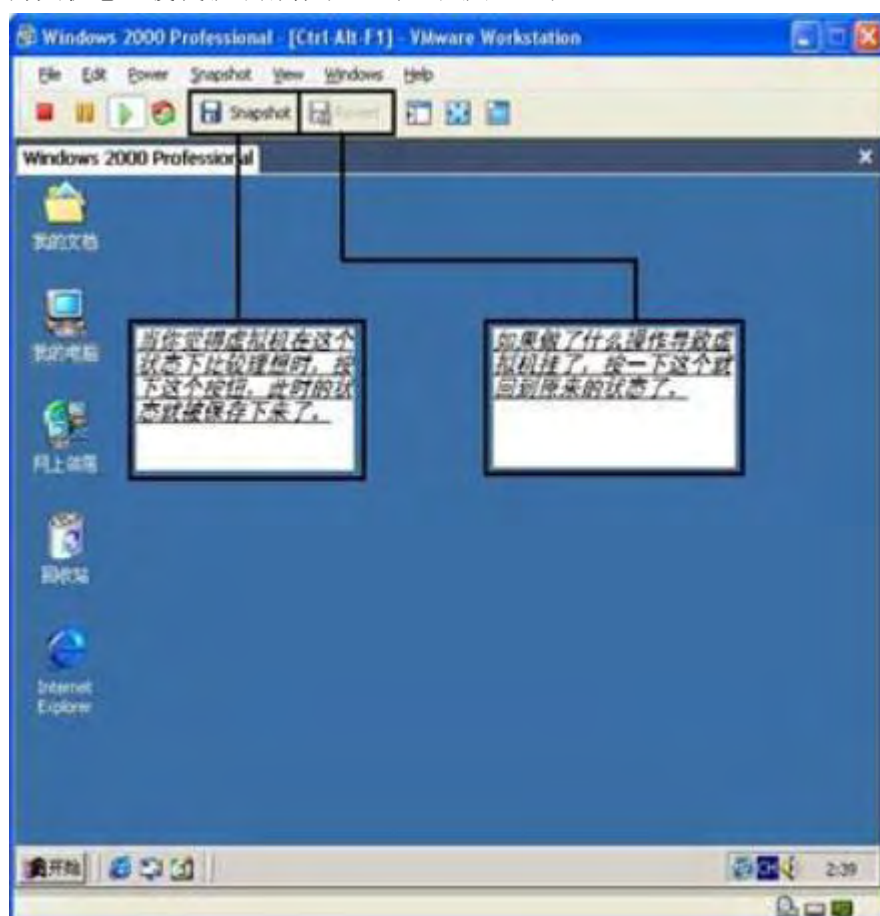 Windows 2000 Professional - [Ctrl-Alt-F1] - VMware Workstation
File Edit Power Snapshot View Windows Help
Snapshot Revert
Windows 2000 Professional
我的文档
我的电脑
网上邻居
回收站
Internet
Explorer
当你觉得虚拟机在这个
状态下比较理想时，按
下这个按钮，此时的状
态就被保存下来了。
如果做了什么操作导致虚
拟机挂了，按一下这个就
回到原来的状态了。
开始
CH
2:39